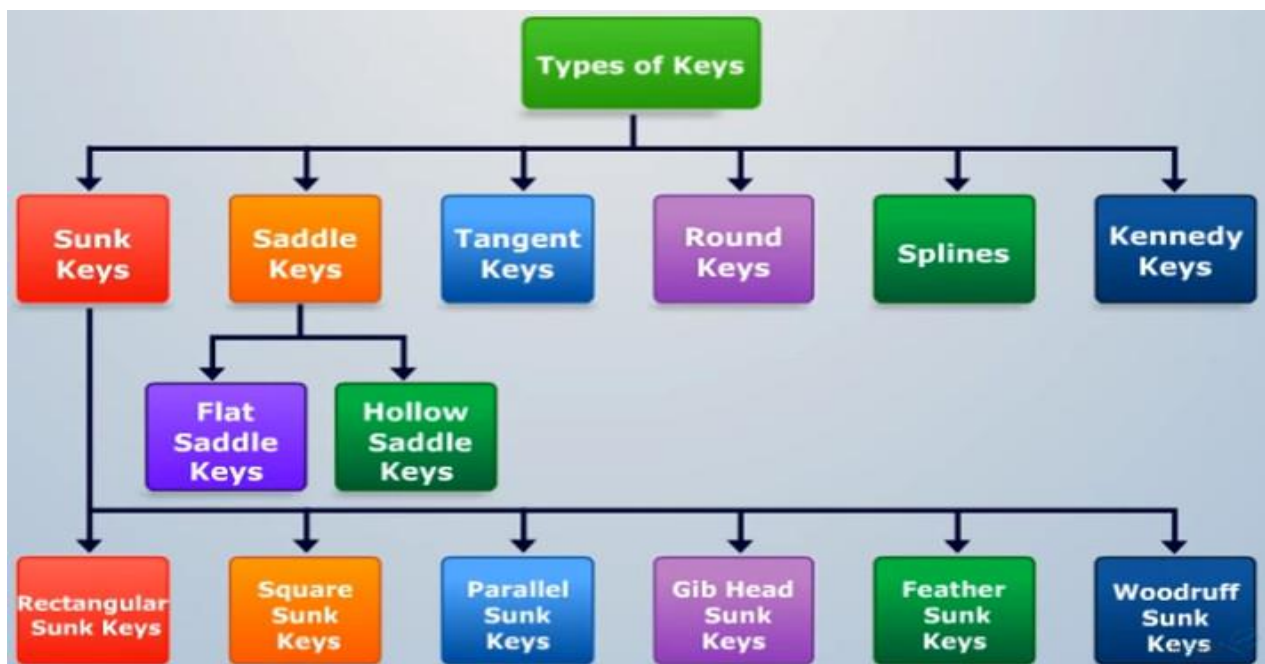 Types of Keys
Sunk
Keys
Saddle
Keys
Tangent
Keys
Round
Keys
Splines
Kennedy
Keys
Flat
Saddle
Keys
Hollow
Saddle
Keys
Rectangular
Sunk Keys
Square
Sunk
Keys
Parallel
Sunk
Keys
Gib Head
Sunk
Keys
Feather
Sunk
Keys
Woodruff
Sunk
Keys